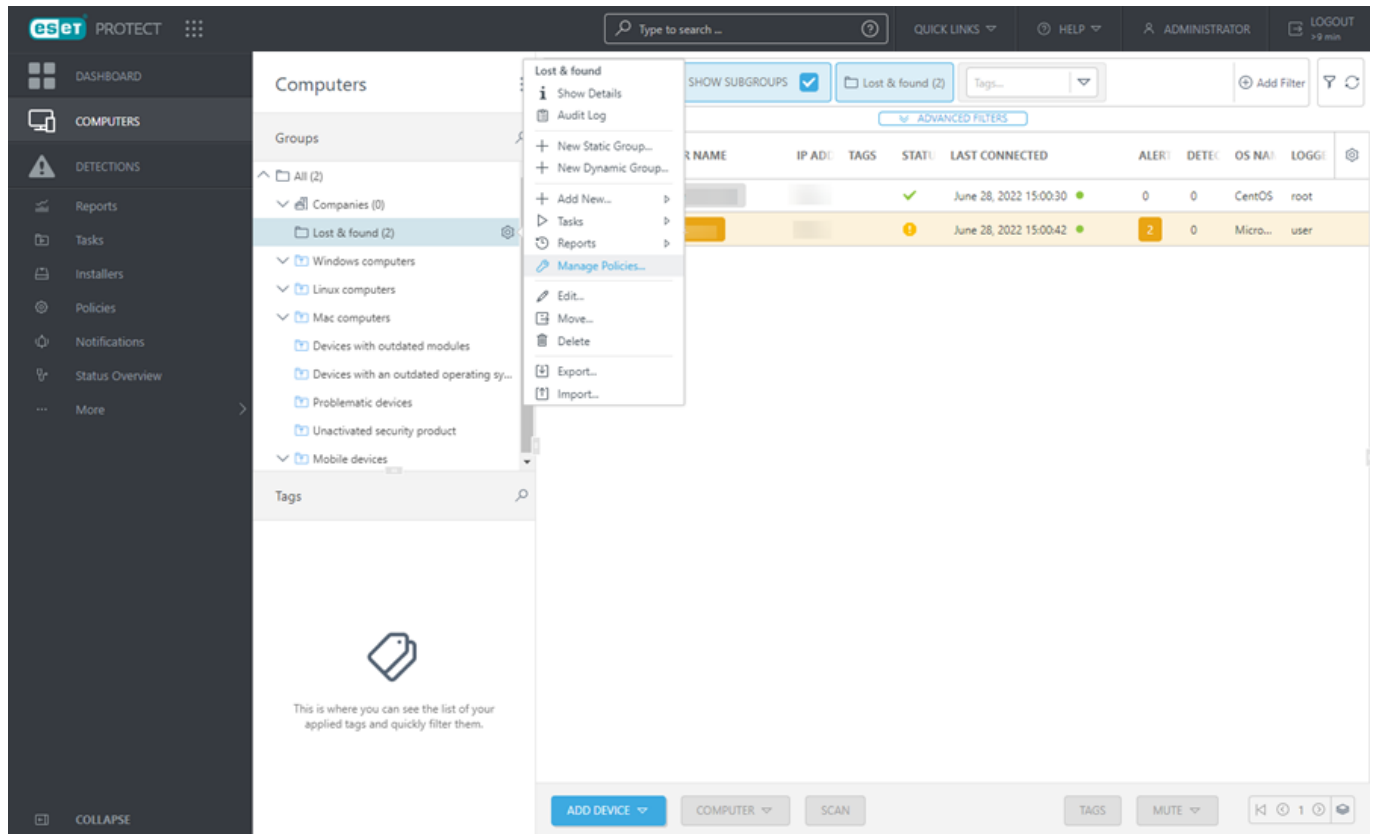 eset PROTECT
Type to search ...
QUICK LINKS
HELP
ADMINISTRATOR
LOGOUT
>9 min
DASHBOARD
COMPUTERS
DETECTIONS
Reports
Tasks
Installers
Policies
Notifications
Status Overview
More
COLLAPSE
Computers
Groups
All (2)
Companies (0)
Lost & found (2)
Windows computers
Linux computers
Mac computers
Devices with outdated modules
Devices with an outdated operating sy...
Problematic devices
Unactivated security product
Mobile devices
Tags
This is where you can see the list of your
applied tags and quickly filter them.
Lost & found
Show Details
Audit Log
New Static Group...
New Dynamic Group...
Add New...
Tasks
Reports
Manage Policies...
Edit...
Move...
Delete
Export...
Import...
SHOW SUBGROUPS
Lost & found (2)
Tags...
Add Filter
ADVANCED FILTERS
R NAME IP ADD TAGS STATU LAST CONNECTED ALERT DETEC OS NAI LOGGE
June 28, 2022 15:00:30 0 0 CentOS root
June 28, 2022 15:00:42 2 0 Micro... user
ADD DEVICE
COMPUTER
SCAN
TAGS
MUTE
1